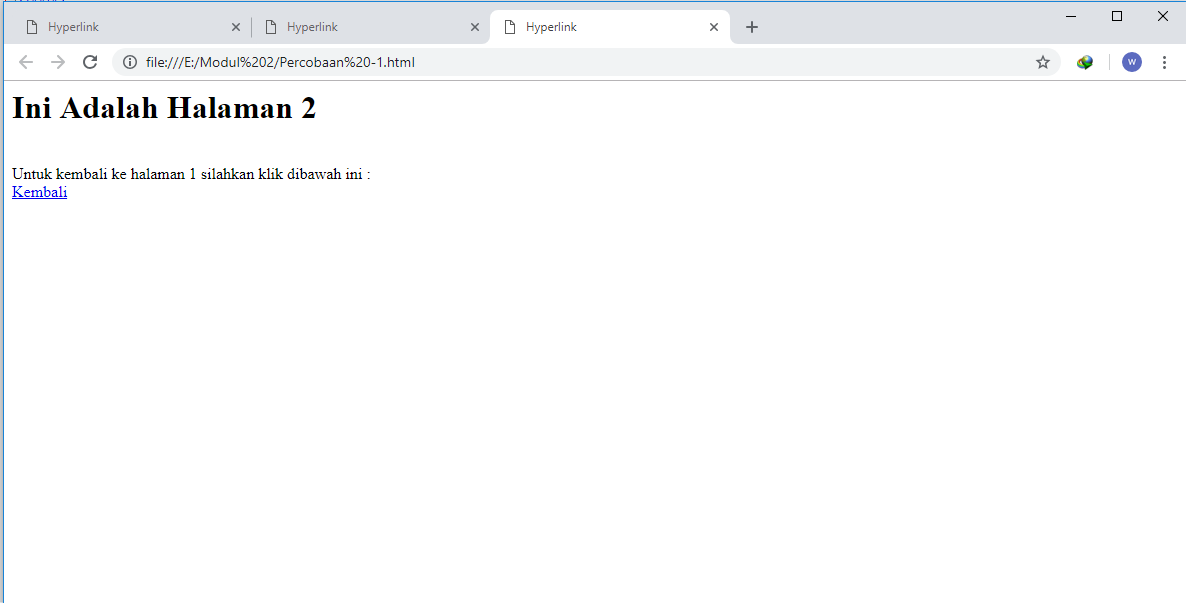 Hyperlink Hyperlink Hyperlink
file:///E:/Modul%202/Percobaan%20-1.html W
Ini Adalah Halaman 2
Untuk kembali ke halaman 1 silahkan klik dibawah ini :
Kembali